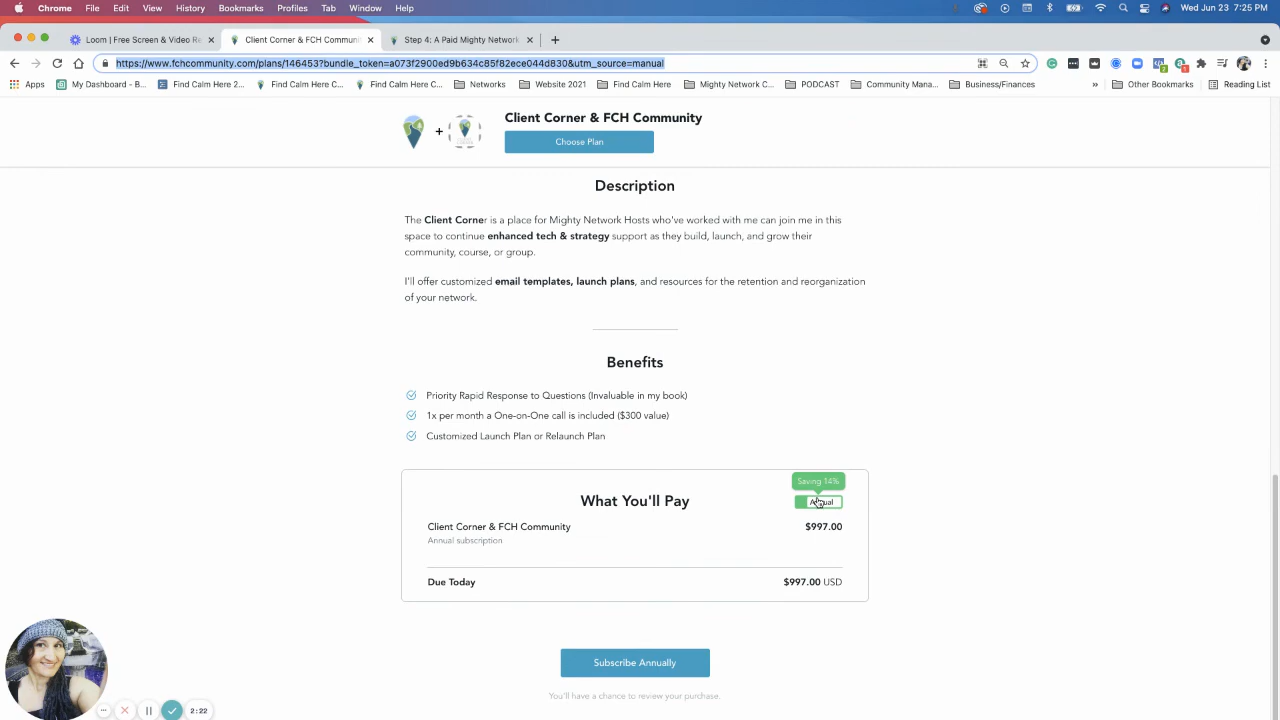 Chrome File Edit View History Bookmarks Profiles Tab Window Help
Wed Jun 23 7:25 PM
Loom | Free Screen & Video Re
Client Corner & FCH Communi
Step 4: A Paid Mighty Network
https://www.fchcommunity.com/plans/146453?bundle_token=a073f2900ed9b634c85f82ece044d830&utm_source=manual
Apps My Dashboard - B... Find Calm Here 2... Find Calm Here C... Find Calm Here C... Networks Website 2021 Find Calm Here Mighty Network C... PODCAST Community Mana... Business/Finances » Other Bookmarks Reading List
Client Corner & FCH Community
+
Choose Plan
Description
The Client Corner is a place for Mighty Network Hosts who've worked with me can join me in this
space to continue enhanced tech & strategy support as they build, launch, and grow their
community, course, or group.
I'll offer customized email templates, launch plans, and resources for the retention and reorganization
of your network.
Benefits
Priority Rapid Response to Questions (Invaluable in my book)
1x per month a One-on-One call is included ($300 value)
Customized Launch Plan or Relaunch Plan
Saving 14%
What You'll Pay
Client Corner & FCH Community $997.00
Annual subscription
Due Today $997.00 USD
Subscribe Annually
You'll have a chance to review your purchase.
2:22